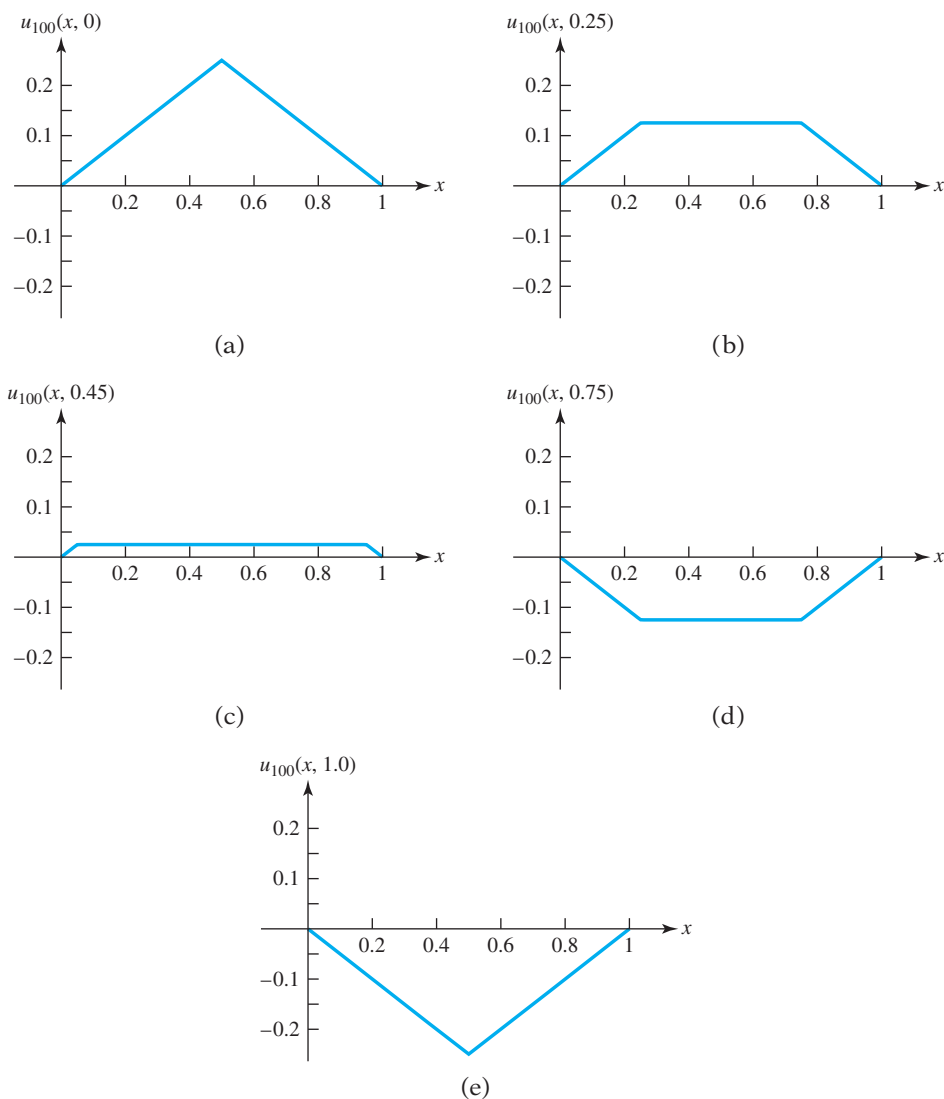 u₁₀₀(x, 0)
0.2
0.1
0.2 0.4 0.6 0.8 1 x
–0.1
–0.2
(a)
u₁₀₀(x, 0.25)
0.2
0.1
0.2 0.4 0.6 0.8 1 x
–0.1
–0.2
(b)
u₁₀₀(x, 0.45)
0.2
0.1
0.2 0.4 0.6 0.8 1 x
–0.1
–0.2
(c)
u₁₀₀(x, 0.75)
0.2
0.1
0.2 0.4 0.6 0.8 1 x
–0.1
–0.2
(d)
u₁₀₀(x, 1.0)
0.2
0.1
0.2 0.4 0.6 0.8 1 x
–0.1
–0.2
(e)